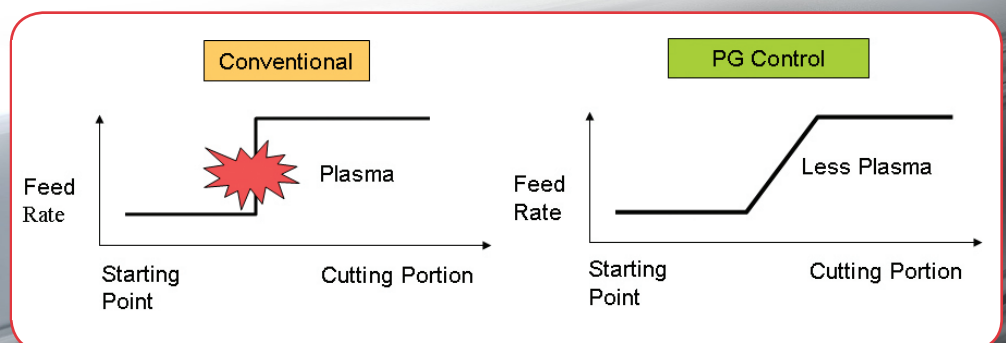 Conventional
Feed
Rate
Plasma
Starting
Point
Cutting Portion
PG Control
Feed
Rate
Less Plasma
Starting
Point
Cutting Portion